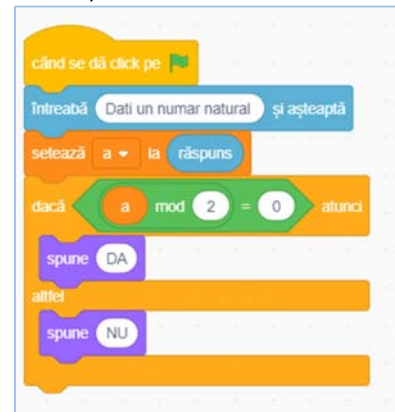 când se dă click pe
întreabă Dati un numar natural și așteaptă
setează a la răspuns
dacă a mod 2 = 0 atunci
spune DA
altfel
spune NU